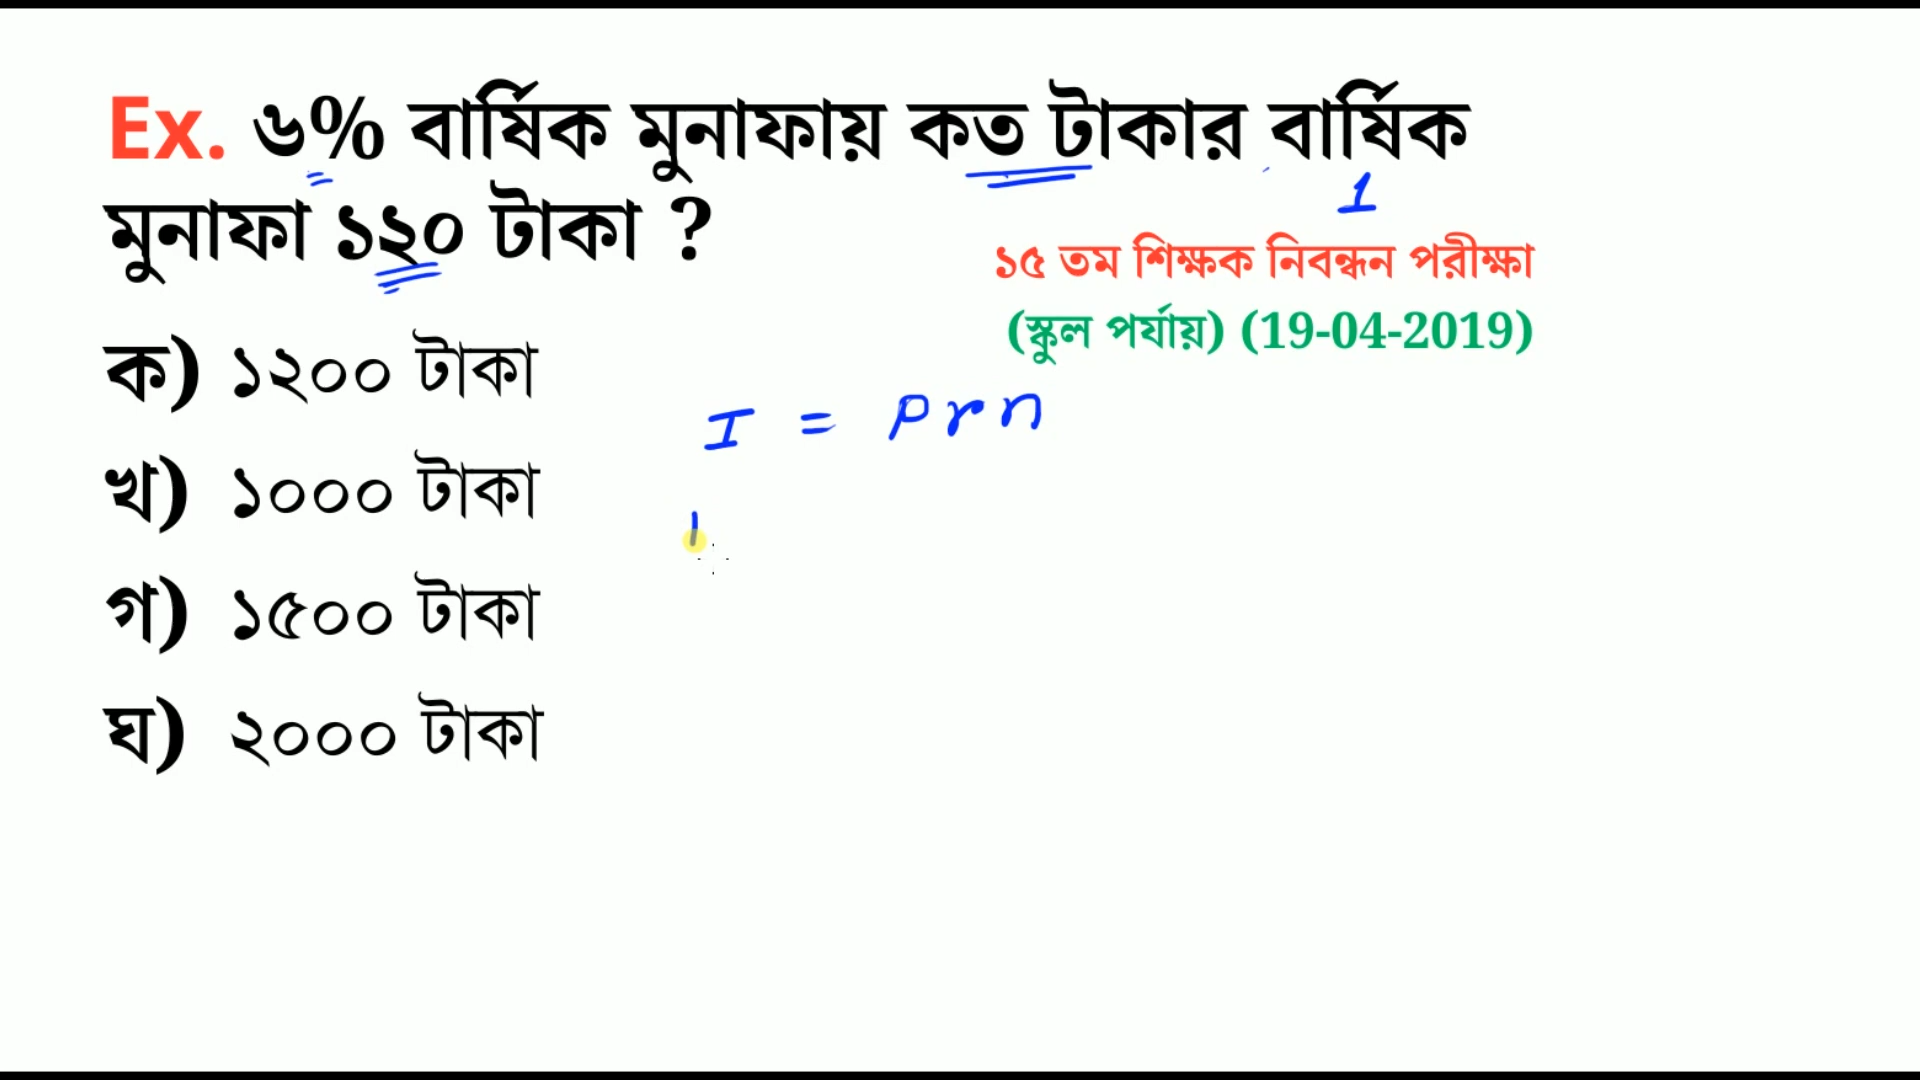 Ex. ৬% বার্ষিক মুনাফায় কত টাকার বার্ষিক
মুনাফা ১২০ টাকা ?
1
১৫ তম শিক্ষক নিবন্ধন পরীক্ষা
(স্কুল পর্যায়) (19-04-2019)
ক) ১২০০ টাকা
I = Prn
খ) ১০০০ টাকা
গ) ১৫০০ টাকা
ঘ) ২০০০ টাকা